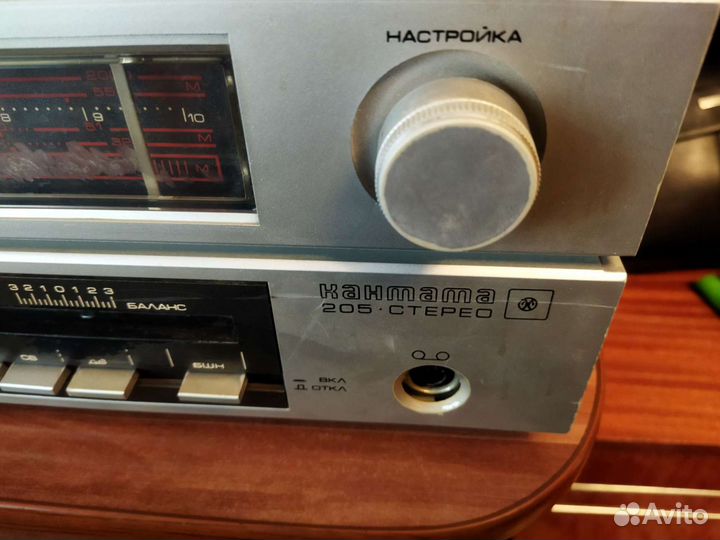 НАСТРОЙКА
20
55 М
8 9 10
31 М
М
3 2 1 0 1 2 3
БАЛАНС
кантата
205·СТЕРЕО
СБ
БШН
ВКЛ
ОТКЛ
Avito